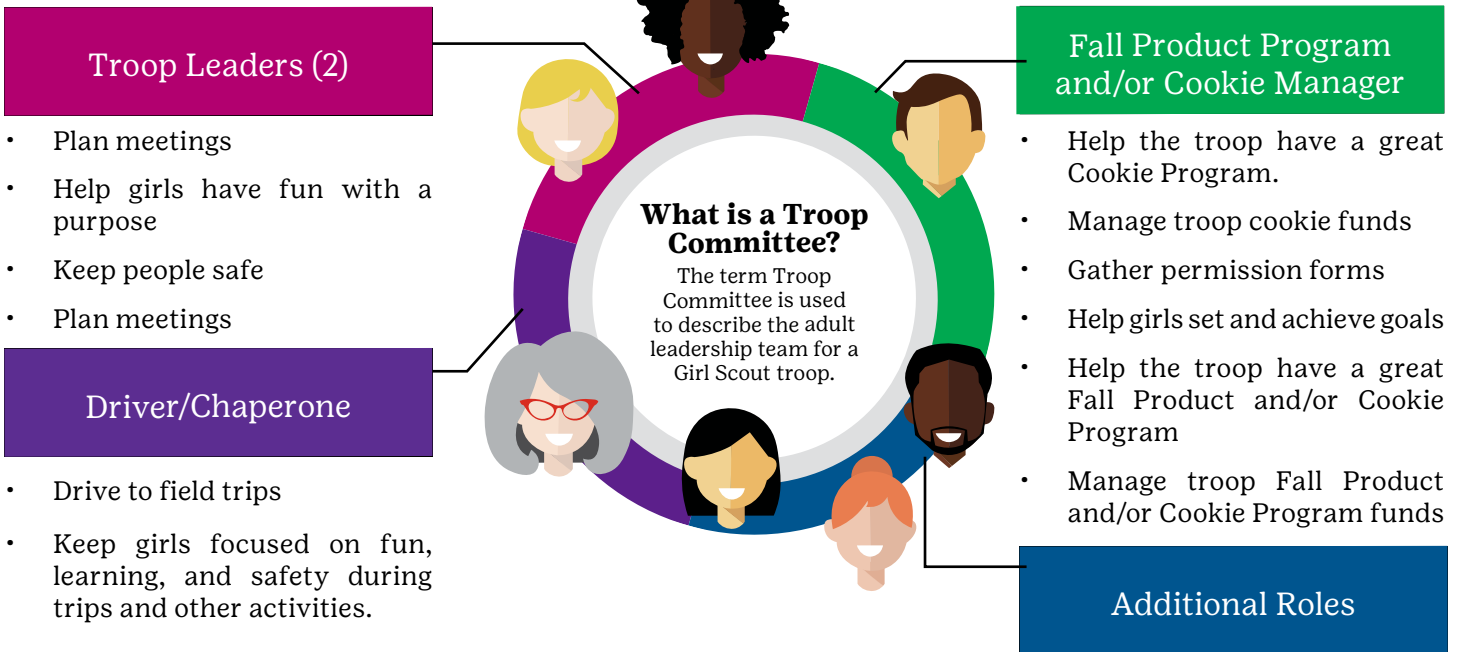 Troop Leaders (2)
• Plan meetings
• Help girls have fun with a
purpose
• Keep people safe
• Plan meetings
Driver/Chaperone
• Drive to field trips
• Keep girls focused on fun,
learning, and safety during
trips and other activities.
What is a Troop
Committee?
The term Troop
Committee is used
to describe the adult
leadership team for a
Girl Scout troop.
Fall Product Program
and/or Cookie Manager
• Help the troop have a great
Cookie Program.
• Manage troop cookie funds
• Gather permission forms
• Help girls set and achieve goals
• Help the troop have a great
Fall Product and/or Cookie
Program
• Manage troop Fall Product
and/or Cookie Program funds
Additional Roles